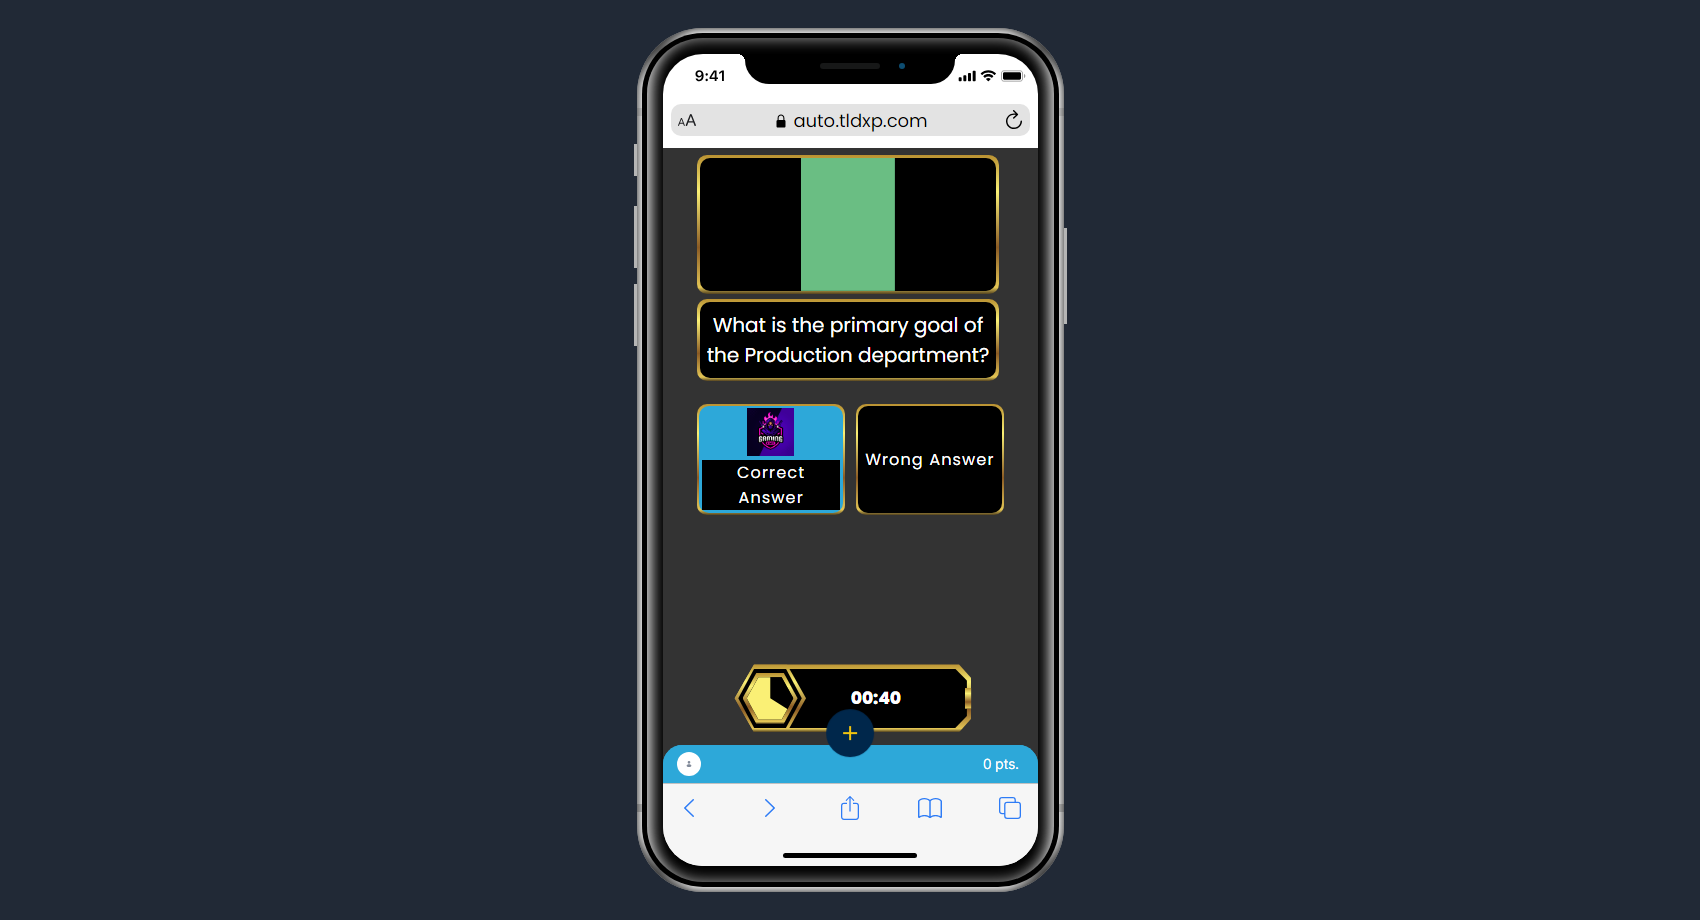 9:41
AA
auto.tldxp.com
What is the primary goal of
the Production department?
GAMING
Correct
Answer
Wrong Answer
00:40
+
0 pts.